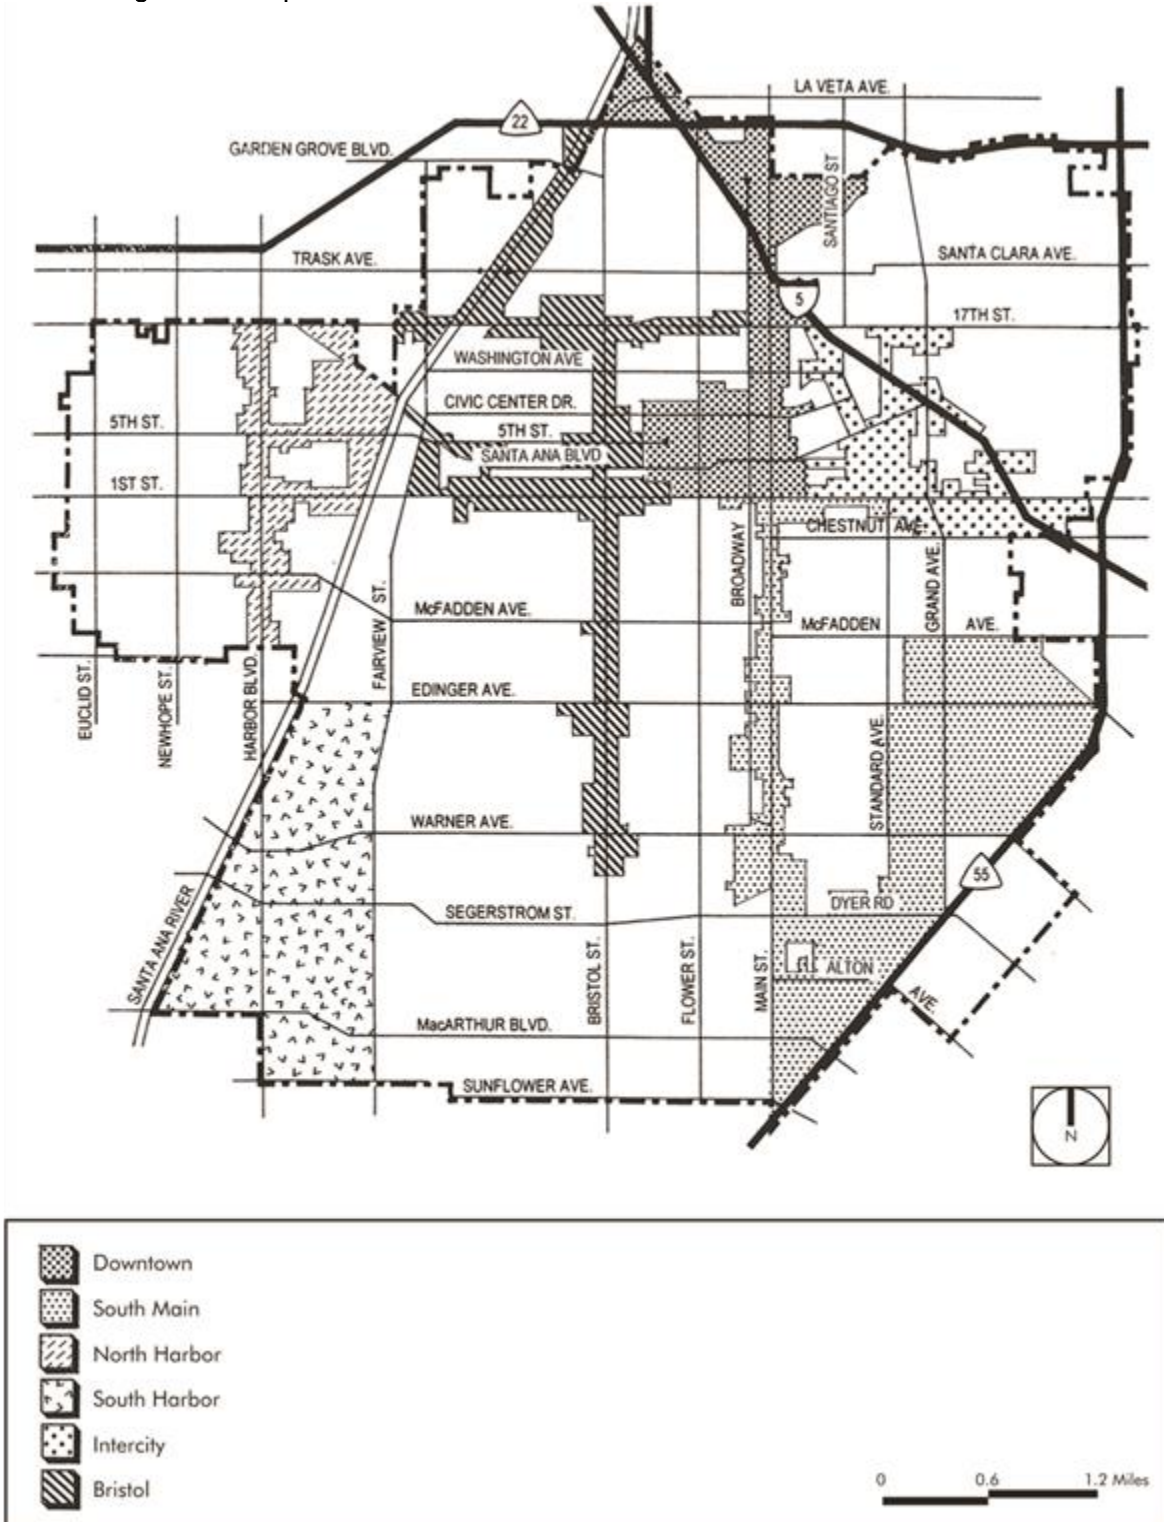 LA VETA AVE.
22
GARDEN GROVE BLVD.
SANTIAGO ST
TRASK AVE.
SANTA CLARA AVE.
5
17TH ST.
WASHINGTON AVE
CIVIC CENTER DR.
5TH ST.
5TH ST.
SANTA ANA BLVD
1ST ST.
CHESTNUT AVE.
BROADWAY
GRAND AVE.
FAIRVIEW ST.
McFADDEN AVE.
McFADDEN AVE.
EUCLID ST.
NEWHOPE ST.
HARBOR BLVD.
EDINGER AVE.
STANDARD AVE.
WARNER AVE.
55
SANTA ANA RIVER
SEGERSTROM ST.
DYER RD
BRISTOL ST.
FLOWER ST.
MAIN ST.
ALTON AVE.
MacARTHUR BLVD.
SUNFLOWER AVE.
N
Downtown
South Main
North Harbor
South Harbor
Intercity
Bristol
0 0.6 1.2 Miles